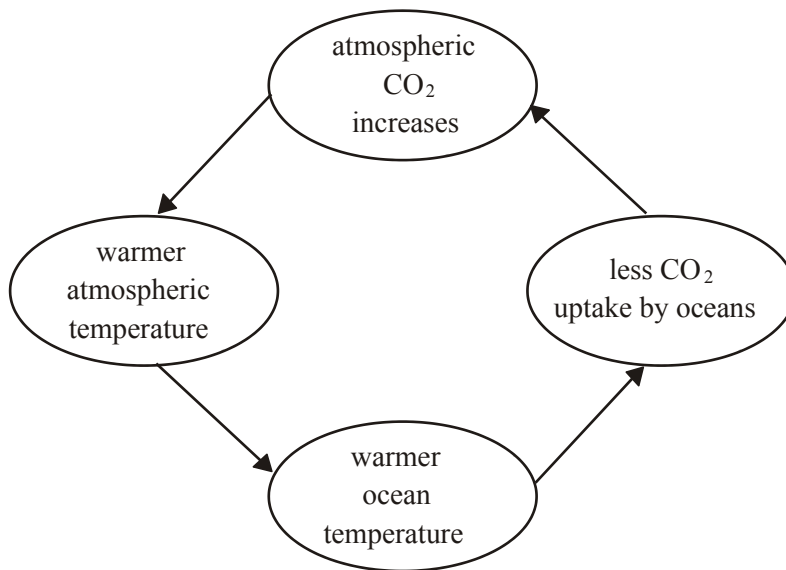 atmospheric
CO₂
increases
warmer
atmospheric
temperature
less CO₂
uptake by oceans
warmer
ocean
temperature